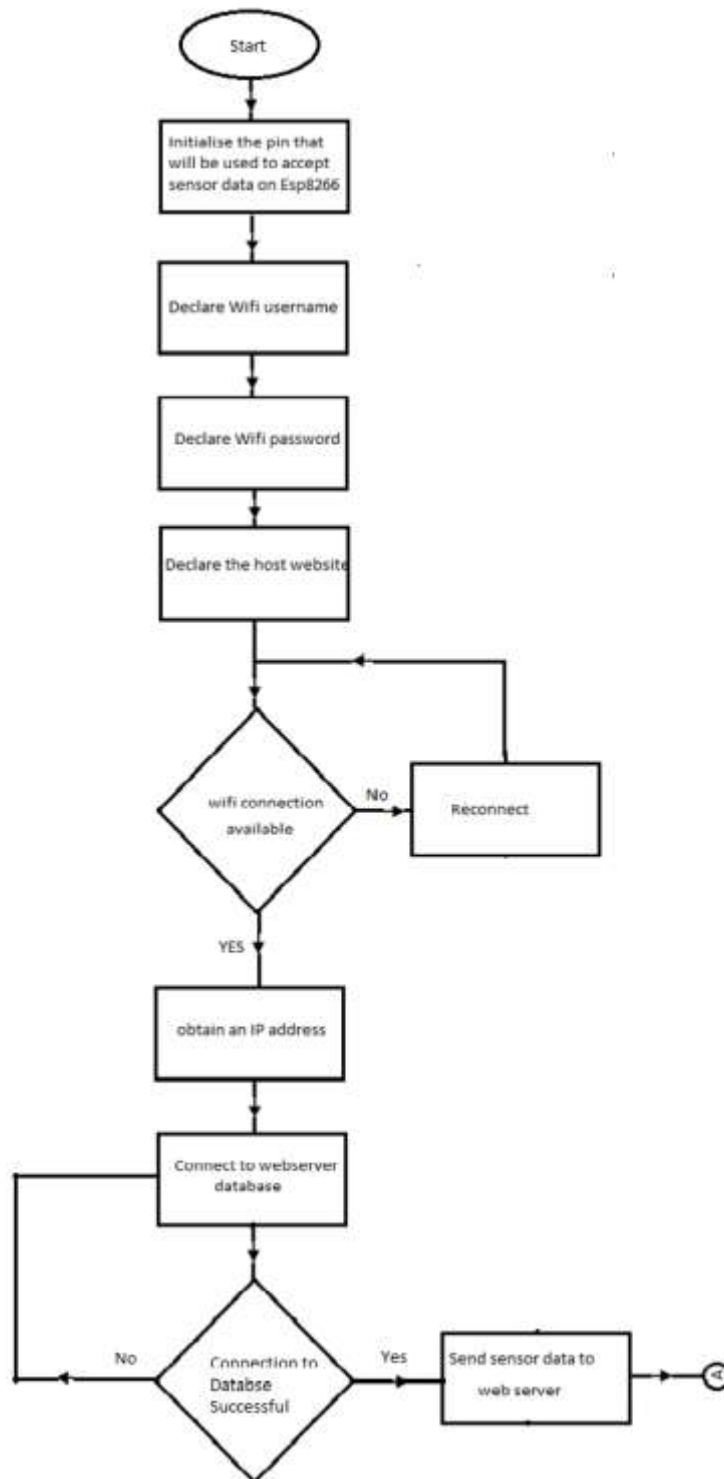 Start
Initialise the pin that
will be used to accept
sensor data on Esp8266
Declare Wifi username
Declare Wifi password
Declare the host website
wifi connection
available
No
Reconnect
YES
obtain an IP address
Connect to webserver
database
No
Connection to
Databse
Successful
Yes
Send sensor data to
web server
A